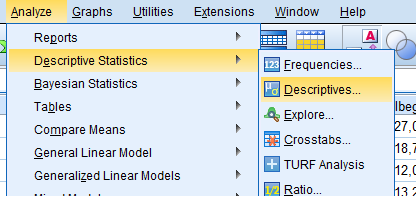 Analyze Graphs Utilities Extensions Window Help
Reports
Descriptive Statistics
Bayesian Statistics
Tables
Compare Means
General Linear Model
Generalized Linear Models
Frequencies...
Descriptives...
Explore...
Crosstabs...
TURF Analysis
Ratio...
lbeg
27,0
18,7
12,0
13,2